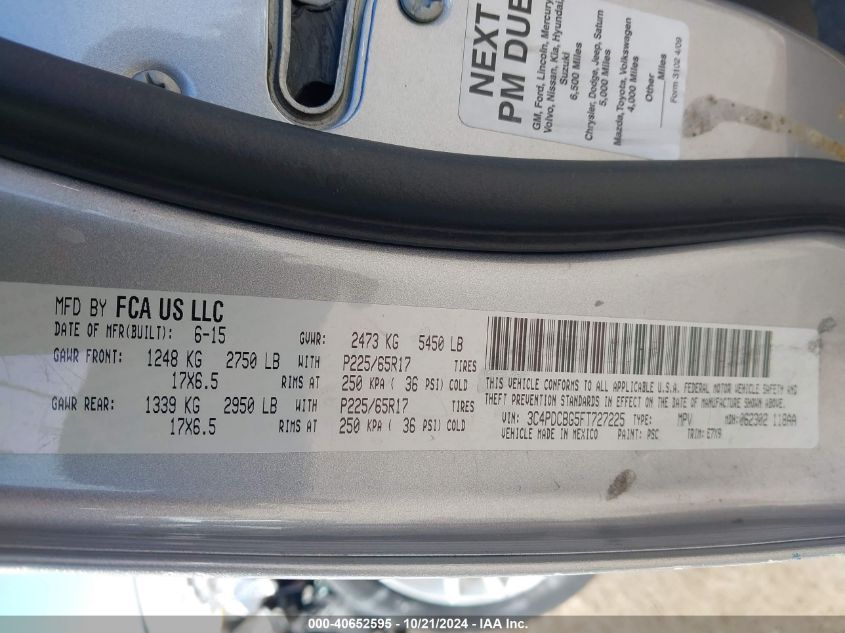 NEXT
PM DUE
GM, Ford, Lincoln, Mercury
Volvo, Nissan, Kia, Hyundai,
Suzuki
6,500 Miles
Chrysler, Dodge, Jeep, Saturn
5,000 Miles
Mazda, Toyota, Volkswagen
4,000 Miles
Other
Miles
Form 3102 4/09
MFD BY FCA US LLC
DATE OF MFR(BUILT): 6-15 GVWR: 2473 KG 5450 LB
GAWR FRONT: 1248 KG 2750 LB WITH P225/65R17 TIRES
17X6.5 RIMS AT 250 KPA ( 36 PSI) COLD
GAWR REAR: 1339 KG 2950 LB WITH P225/65R17 TIRES
17X6.5 RIMS AT 250 KPA ( 36 PSI) COLD
THIS VEHICLE CONFORMS TO ALL APPLICABLE U.S.A. FEDERAL MOTOR VEHICLE SAFETY AND
THEFT PREVENTION STANDARDS IN EFFECT ON THE DATE OF MANUFACTURE SHOWN ABOVE.
VIN: 3C4PDCBG5FT727225 TYPE: MPV MDH: 062302 118AA
VEHICLE MADE IN MEXICO PAINT: PSC TRIM: E7X9
000-40652595 - 10/21/2024 - IAA Inc.